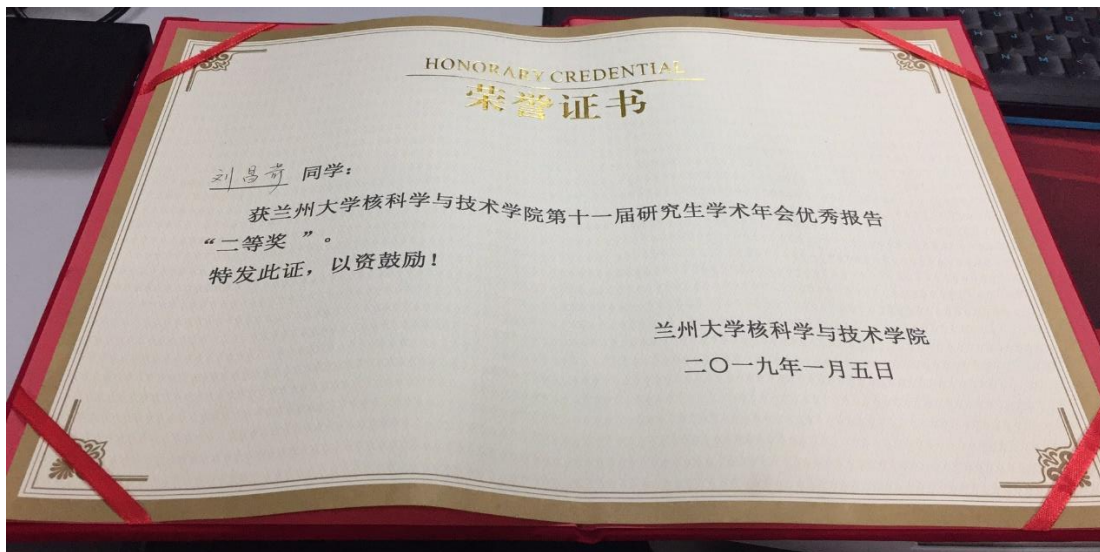 HONORARY CREDENTIAL
荣誉证书
刘昌奇 同学：
获兰州大学核科学与技术学院第十一届研究生学术年会优秀报告
“二等奖 ”。
特发此证，以资鼓励！
兰州大学核科学与技术学院
二〇一九年一月五日